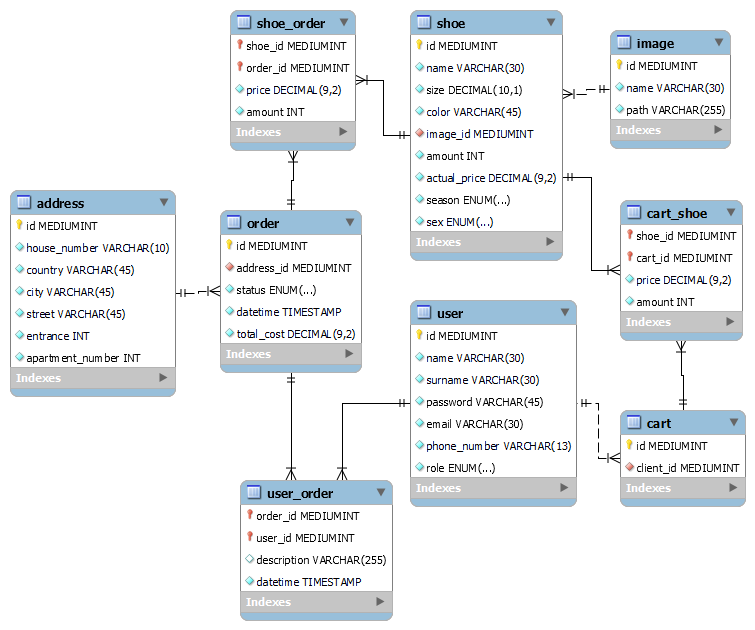 shoe_order
shoe_id MEDIUMINT
order_id MEDIUMINT
price DECIMAL(9,2)
amount INT
Indexes
shoe
id MEDIUMINT
name VARCHAR(30)
size DECIMAL(10,1)
color VARCHAR(45)
image_id MEDIUMINT
amount INT
actual_price DECIMAL(9,2)
season ENUM(...)
sex ENUM(...)
Indexes
image
id MEDIUMINT
name VARCHAR(30)
path VARCHAR(255)
Indexes
address
id MEDIUMINT
house_number VARCHAR(10)
country VARCHAR(45)
city VARCHAR(45)
street VARCHAR(45)
entrance INT
apartment_number INT
Indexes
order
id MEDIUMINT
address_id MEDIUMINT
status ENUM(...)
datetime TIMESTAMP
total_cost DECIMAL(9,2)
Indexes
cart_shoe
shoe_id MEDIUMINT
cart_id MEDIUMINT
price DECIMAL(9,2)
amount INT
Indexes
user
id MEDIUMINT
name VARCHAR(30)
surname VARCHAR(30)
password VARCHAR(45)
email VARCHAR(30)
phone_number VARCHAR(13)
role ENUM(...)
Indexes
cart
id MEDIUMINT
client_id MEDIUMINT
Indexes
user_order
order_id MEDIUMINT
user_id MEDIUMINT
description VARCHAR(255)
datetime TIMESTAMP
Indexes